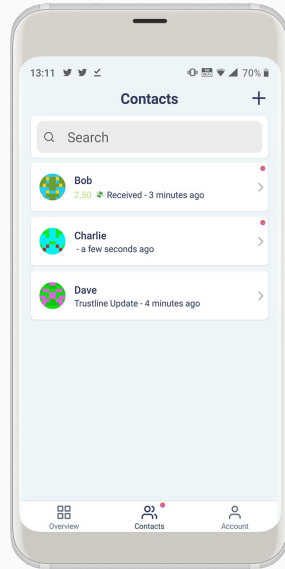 13:11
70%
Contacts
Search
Bob
2.50 Received - 3 minutes ago
Charlie
- a few seconds ago
Dave
Trustline Update - 4 minutes ago
Overview
Contacts
Account